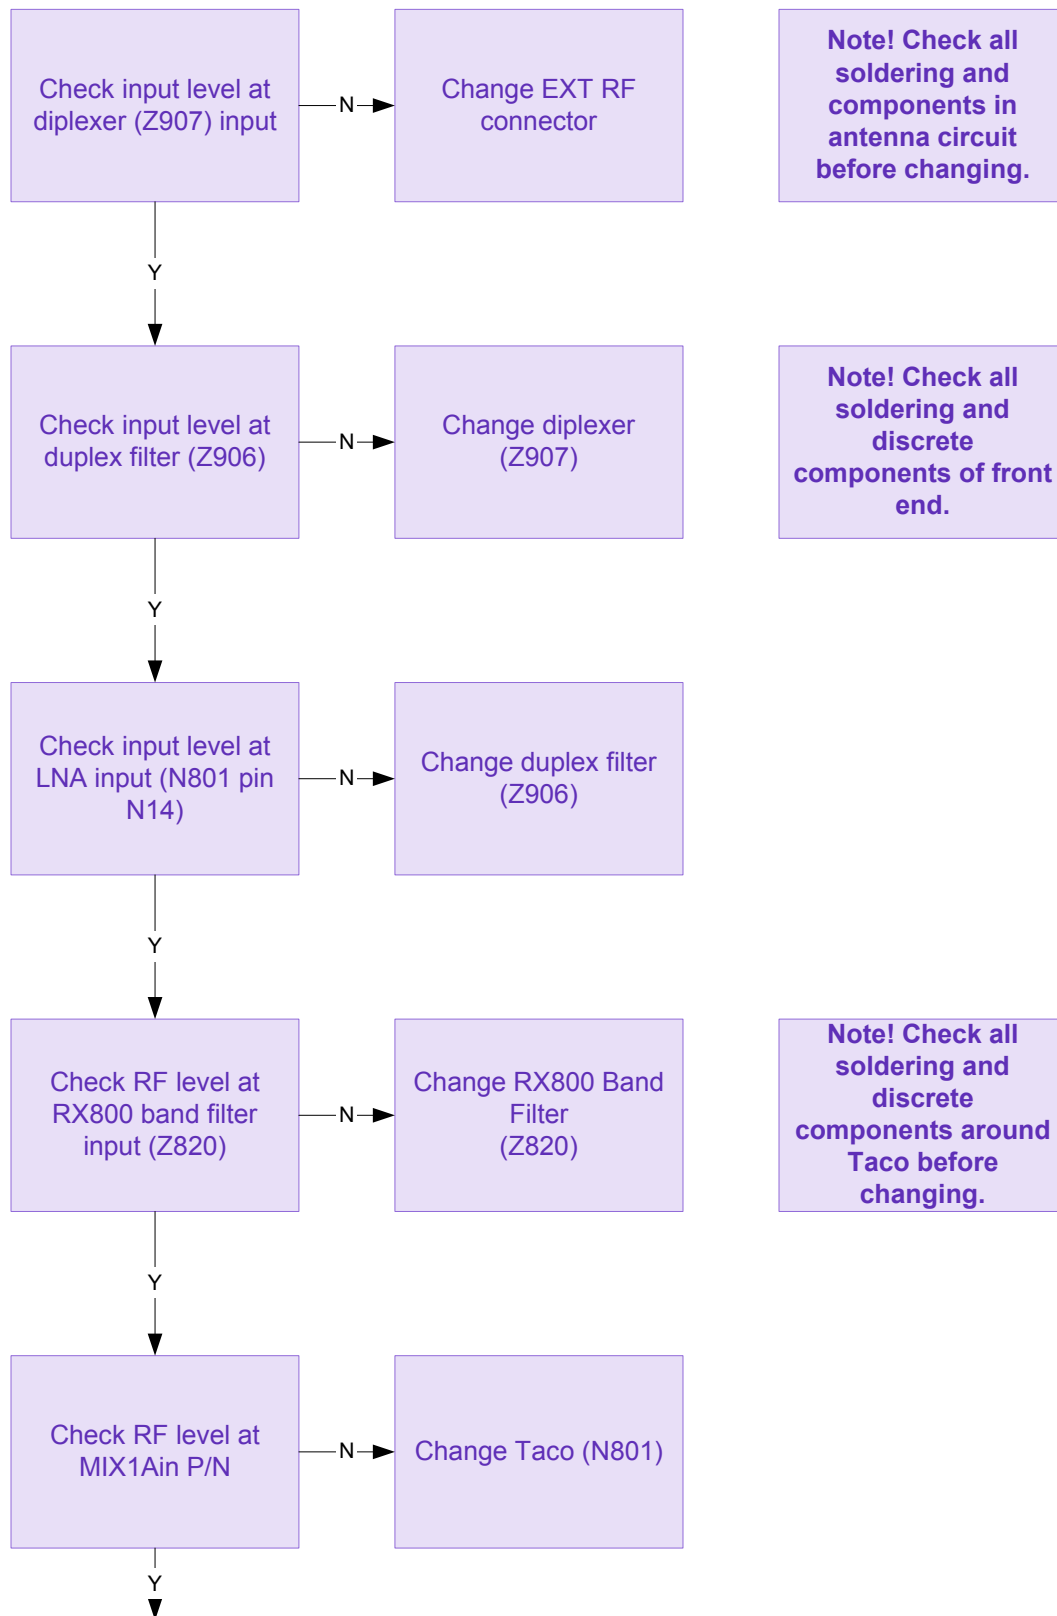 Check input level at
diplexer (Z907) input
N
Change EXT RF
connector
Note! Check all
soldering and
components in
antenna circuit
before changing.
Y
Check input level at
duplex filter (Z906)
N
Change diplexer
(Z907)
Note! Check all
soldering and
discrete
components of front
end.
Y
Check input level at
LNA input (N801 pin
N14)
N
Change duplex filter
(Z906)
Y
Check RF level at
RX800 band filter
input (Z820)
N
Change RX800 Band
Filter
(Z820)
Note! Check all
soldering and
discrete
components around
Taco before
changing.
Y
Check RF level at
MIX1Ain P/N
N
Change Taco (N801)
Y